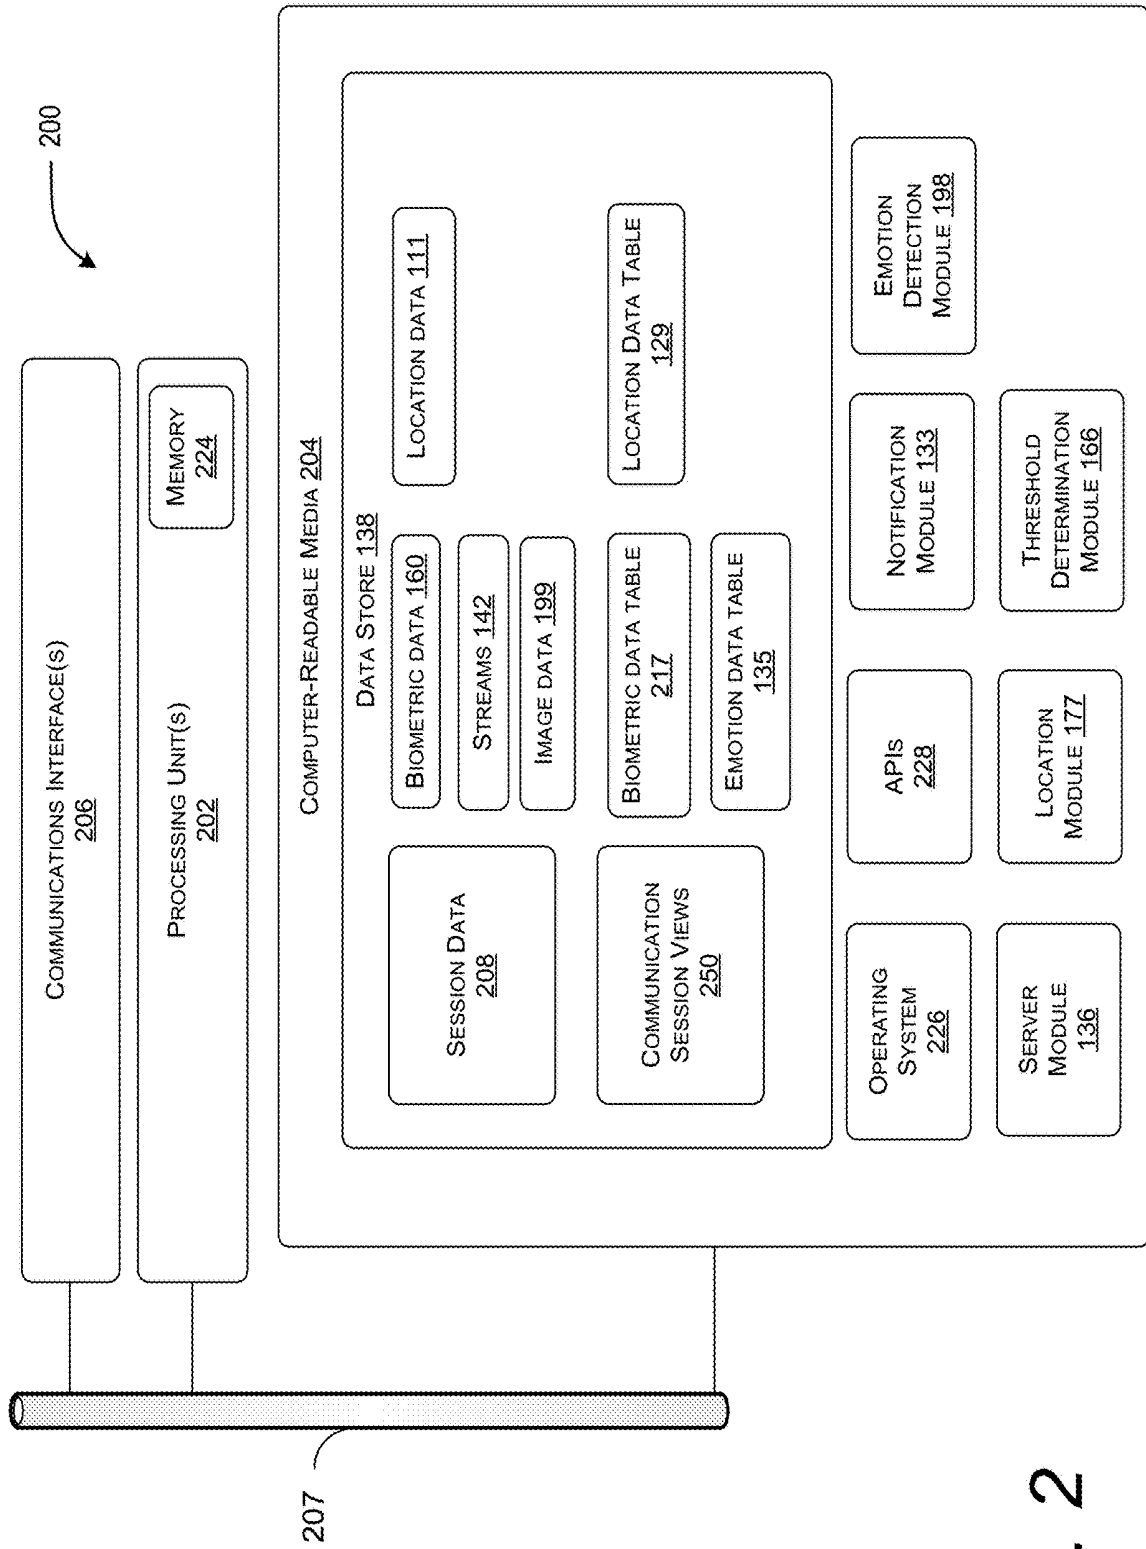 200
COMMUNICATIONS INTERFACE(S)
206
PROCESSING UNIT(S)
202
MEMORY
224
COMPUTER-READABLE MEDIA 204
DATA STORE 138
SESSION DATA
208
BIOMETRIC DATA 160
STREAMS 142
IMAGE DATA 199
LOCATION DATA 111
COMMUNICATION
SESSION VIEWS
250
BIOMETRIC DATA TABLE
217
EMOTION DATA TABLE
135
LOCATION DATA TABLE
129
OPERATING
SYSTEM
226
APIS
228
NOTIFICATION
MODULE 133
EMOTION
DETECTION
MODULE 198
SERVER
MODULE
136
LOCATION
MODULE 177
THRESHOLD
DETERMINATION
MODULE 166
207
. 2